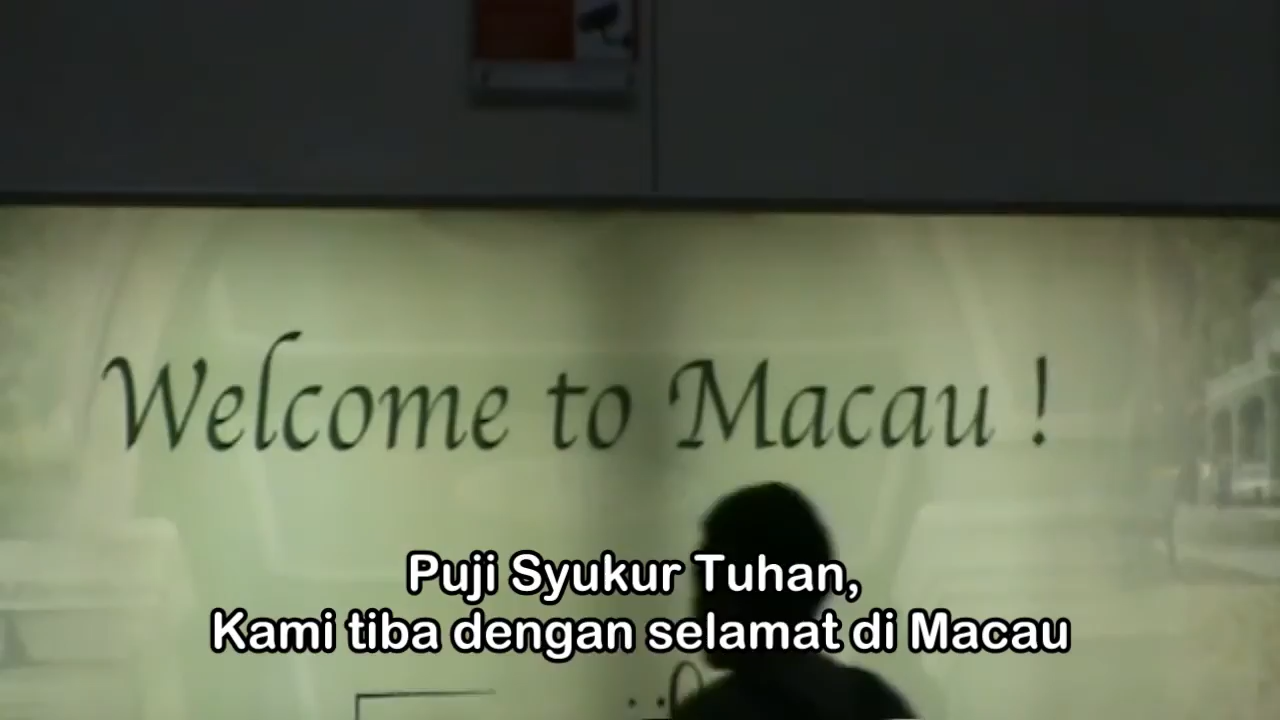 Welcome to Macau !
Puji Syukur Tuhan,
Kami tiba dengan selamat di Macau